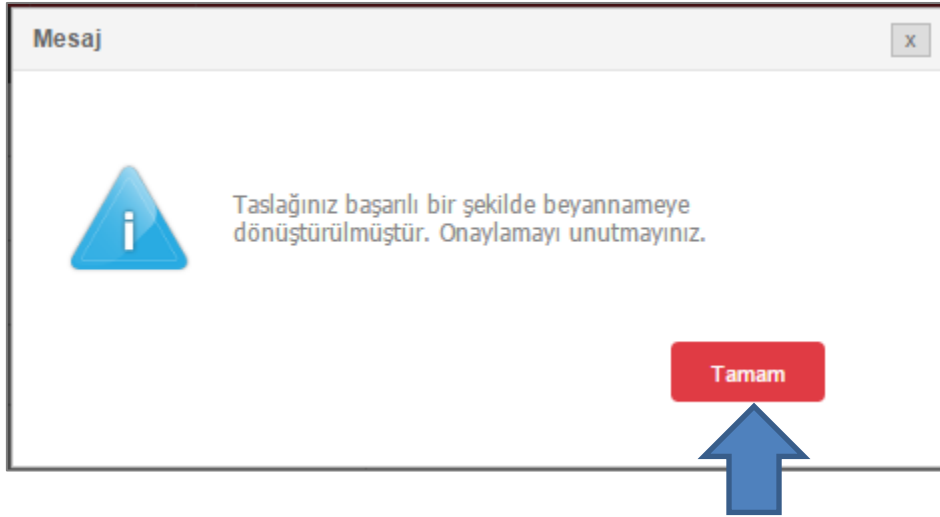 Mesaj
x
i
Taslağınız başarılı bir şekilde beyannameye
dönüştürülmüştür. Onaylamayı unutmayınız.
Tamam